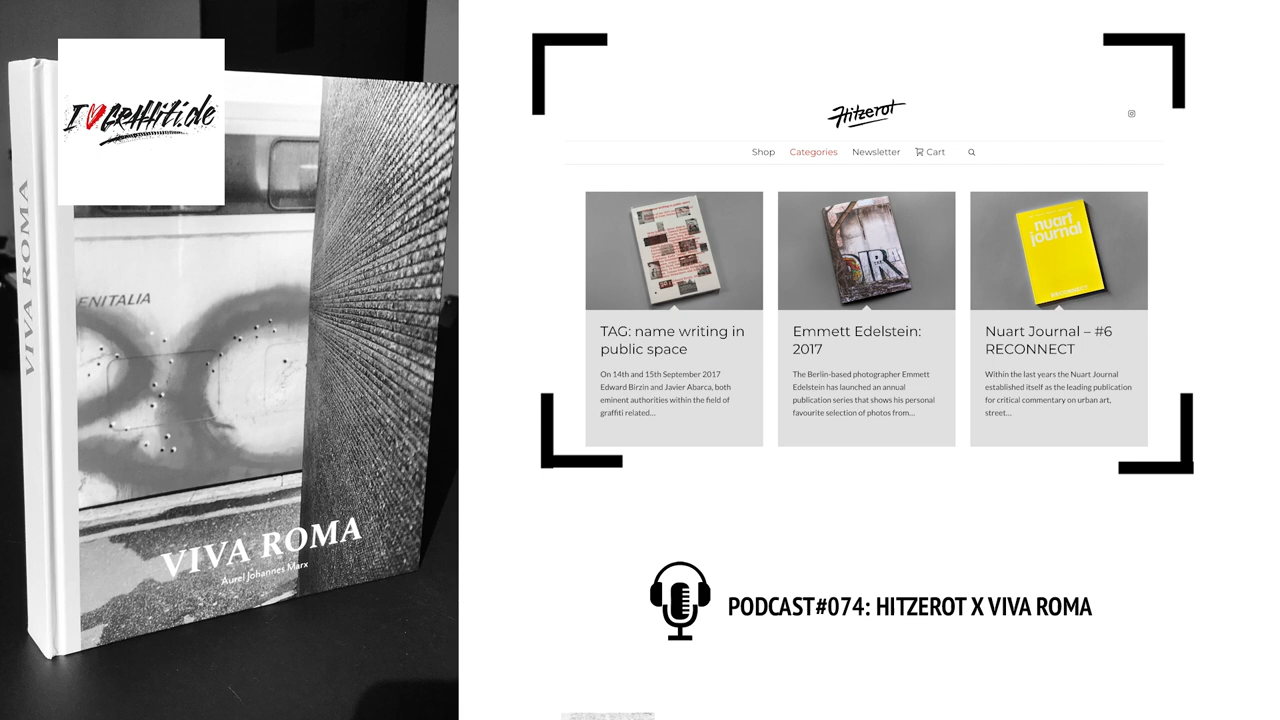 I ♥ GRAFFITI.de
VIVA ROMA
ENITALIA
VIVA ROMA
Aurel Johannes Marx
Hitzerot
Shop Categories Newsletter Cart
nuart
journal
RECONNECT
TAG: name writing in
public space
On 14th and 15th September 2017
Edward Birzin and Javier Abarca, both
eminent authorities within the field of
graffiti related...
Emmett Edelstein:
2017
The Berlin-based photographer Emmett
Edelstein has launched an annual
publication series that shows his personal
favourite selection of photos from...
Nuart Journal – #6
RECONNECT
Within the last years the Nuart Journal
established itself as the leading publication
for critical commentary on urban art,
street...
PODCAST#074: HITZEROT X VIVA ROMA